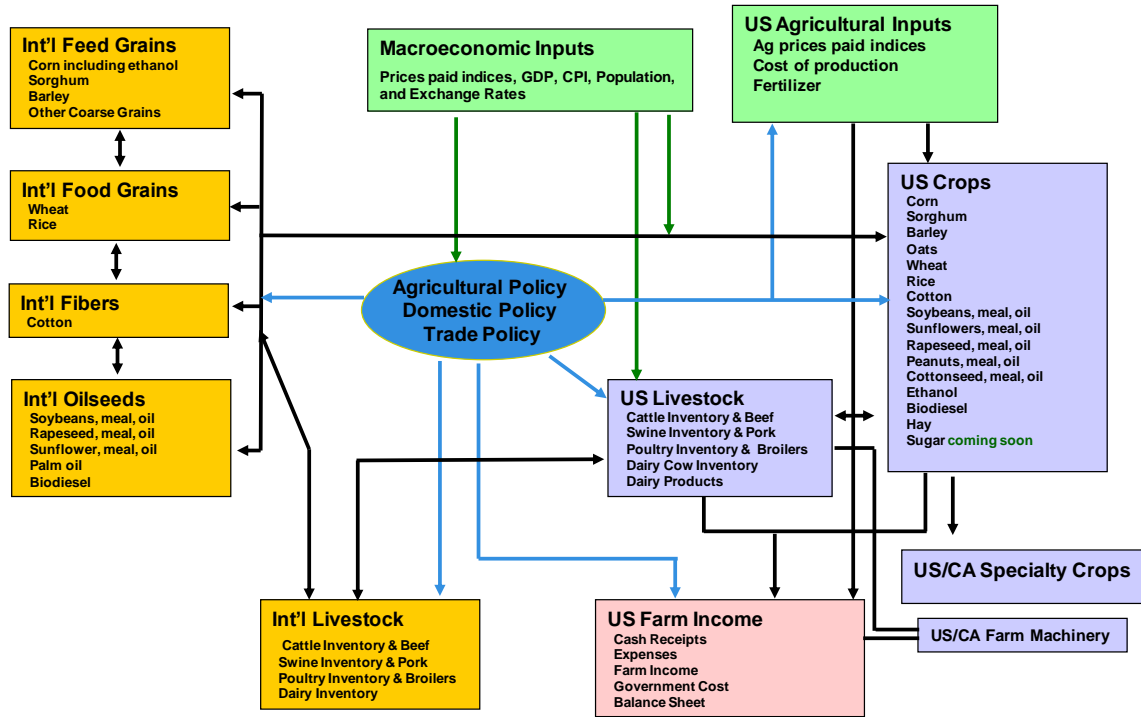 Int'l Feed Grains
Corn including ethanol
Sorghum
Barley
Other Coarse Grains
Int'l Food Grains
Wheat
Rice
Int'l Fibers
Cotton
Int'l Oilseeds
Soybeans, meal, oil
Rapeseed, meal, oil
Sunflower, meal, oil
Palm oil
Biodiesel
Macroeconomic Inputs
Prices paid indices, GDP, CPI, Population,
and Exchange Rates
US Agricultural Inputs
Ag prices paid indices
Cost of production
Fertilizer
Agricultural Policy
Domestic Policy
Trade Policy
US Crops
Corn
Sorghum
Barley
Oats
Wheat
Rice
Cotton
Soybeans, meal, oil
Sunflowers, meal, oil
Rapeseed, meal, oil
Peanuts, meal, oil
Cottonseed, meal, oil
Ethanol
Biodiesel
Hay
Sugar coming soon
US Livestock
Cattle Inventory & Beef
Swine Inventory & Pork
Poultry Inventory & Broilers
Dairy Cow Inventory
Dairy Products
US/CA Specialty Crops
US/CA Farm Machinery
Int'l Livestock
Cattle Inventory & Beef
Swine Inventory & Pork
Poultry Inventory & Broilers
Dairy Inventory
US Farm Income
Cash Receipts
Expenses
Farm Income
Government Cost
Balance Sheet